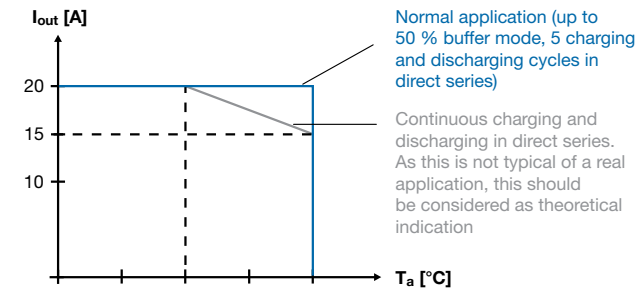 Iout [A]
Normal application (up to
50 % buffer mode, 5 charging
and discharging cycles in
direct series)
20
Continuous charging and
discharging in direct series.
As this is not typical of a real
application, this should
be considered as theoretical
indication
15
10
Ta [°C]